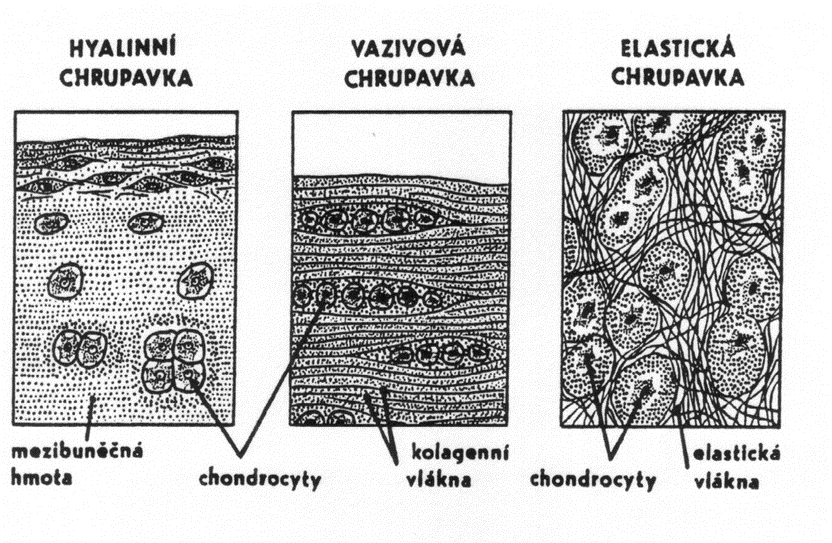 HYALINNÍ
CHRUPAVKA
VAZIVOVÁ
CHRUPAVKA
ELASTICKÁ
CHRUPAVKA
mezibuněčná
hmota
chondrocyty
kolagenní
vlákna
chondrocyty
elastická
vlákna